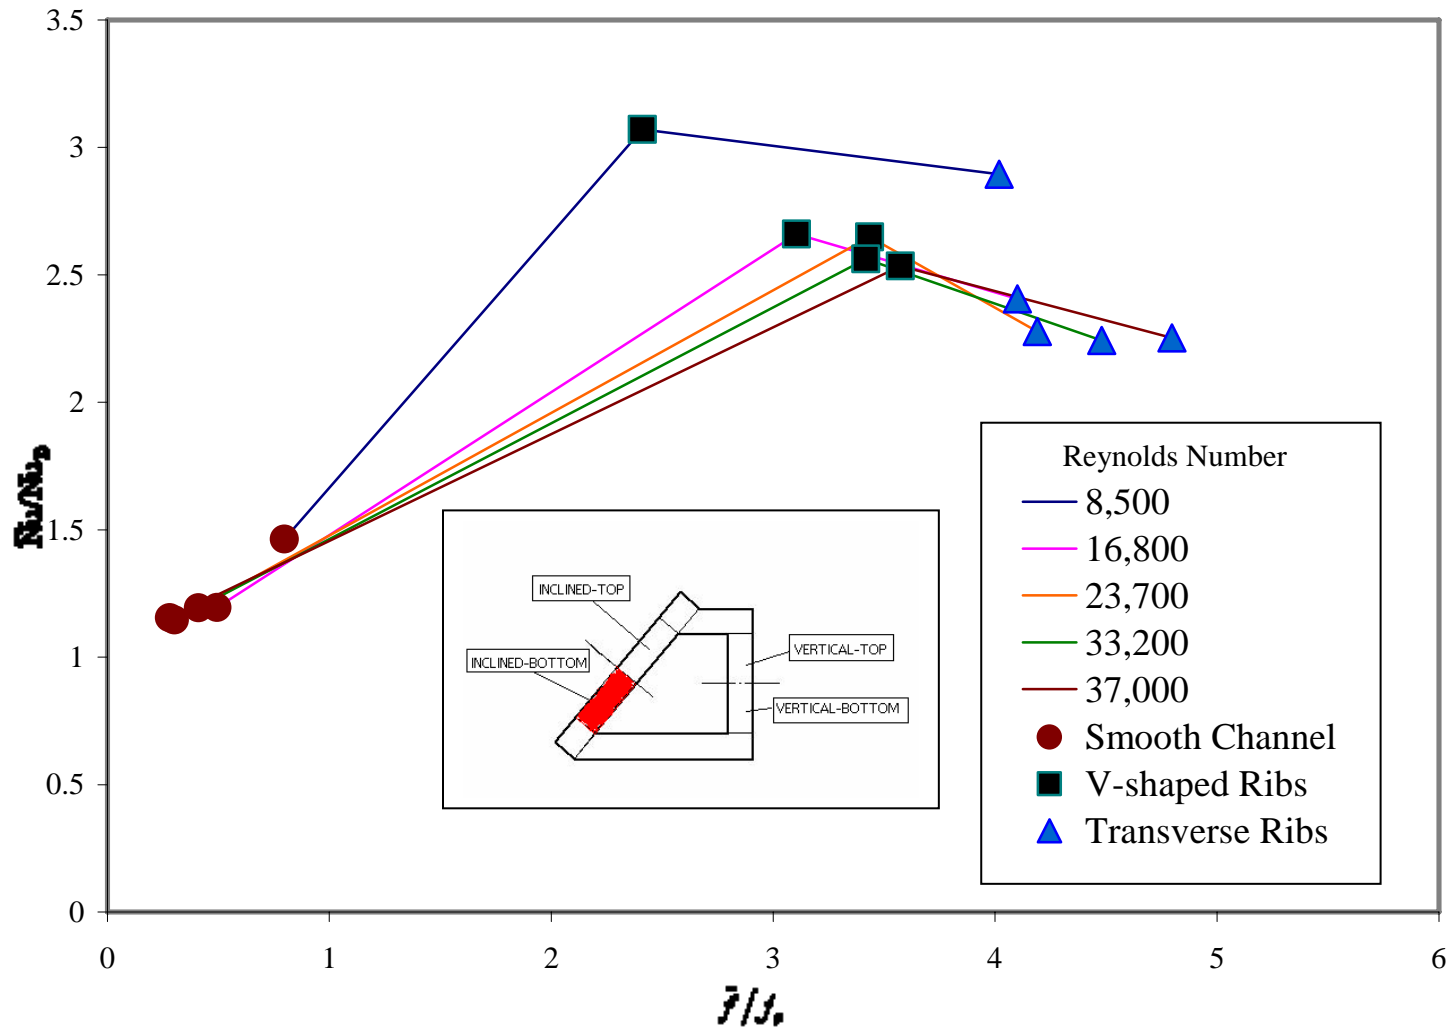 3.5
3
2.5
2
1.5
1
0.5
0
0 1 2 3 4 5 6
Nu/Nu
Reynolds Number
8,500
16,800
23,700
33,200
37,000
Smooth Channel
V-shaped Ribs
Transverse Ribs
INCLINED-TOP
INCLINED-BOTTOM
VERTICAL-TOP
VERTICAL-BOTTOM